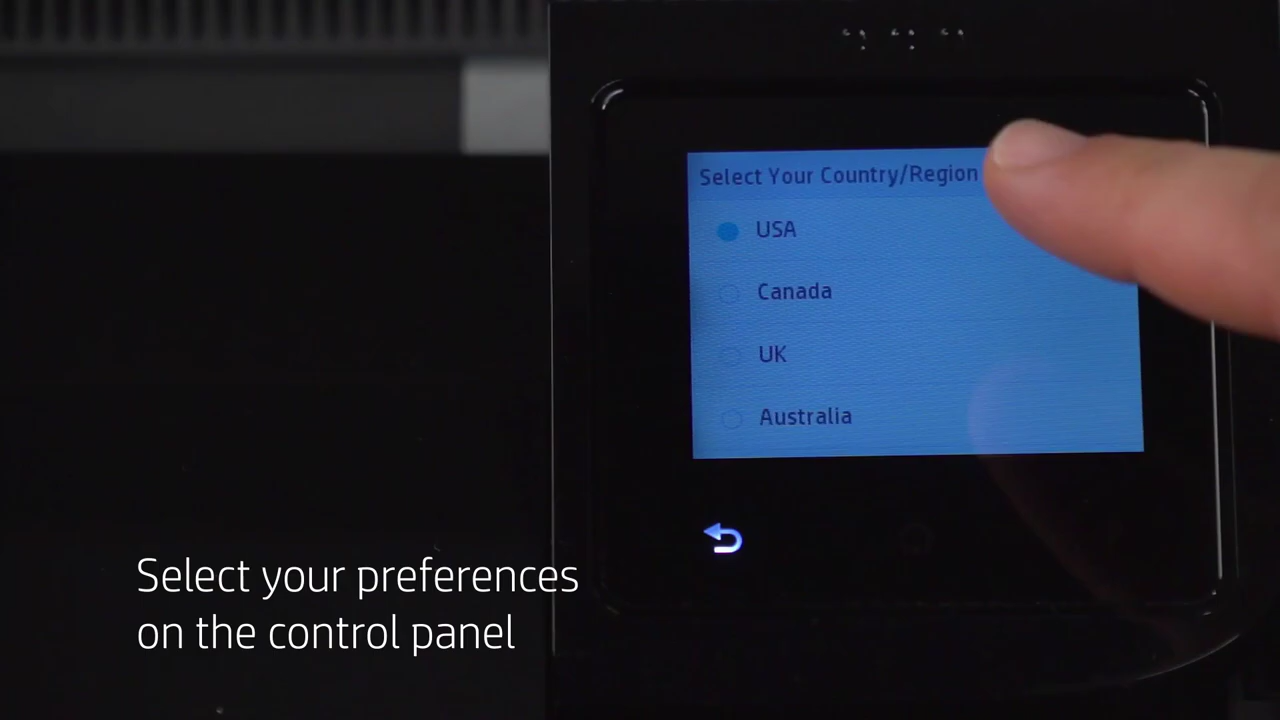 Select Your Country/Region
USA
Canada
UK
Australia
Select your preferences
on the control panel